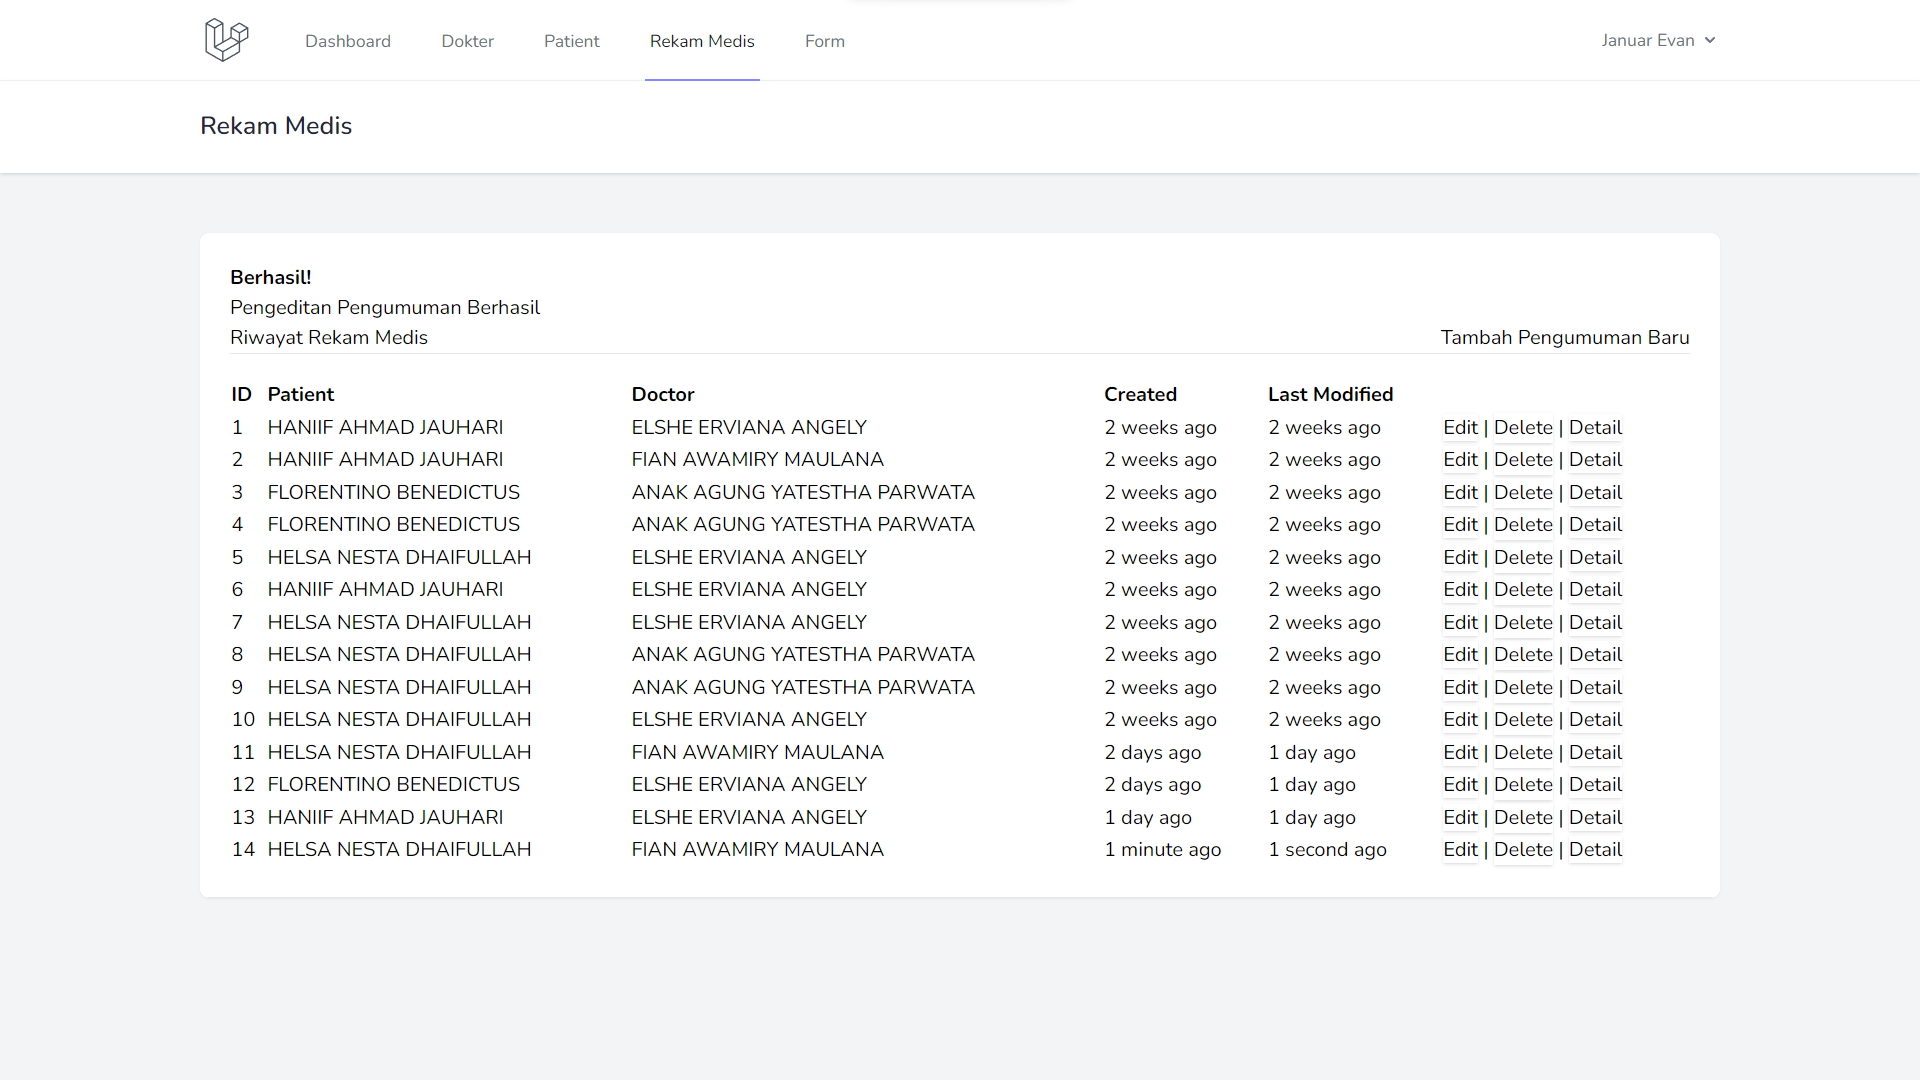 Dashboard Dokter Patient Rekam Medis Form Januar Evan
Rekam Medis
Berhasil!
Pengeditan Pengumuman Berhasil
Riwayat Rekam Medis Tambah Pengumuman Baru
ID Patient Doctor Created Last Modified
1 HANIIF AHMAD JAUHARI ELSHE ERVIANA ANGELY 2 weeks ago 2 weeks ago Edit | Delete | Detail
2 HANIIF AHMAD JAUHARI FIAN AWAMIRY MAULANA 2 weeks ago 2 weeks ago Edit | Delete | Detail
3 FLORENTINO BENEDICTUS ANAK AGUNG YATESTHA PARWATA 2 weeks ago 2 weeks ago Edit | Delete | Detail
4 FLORENTINO BENEDICTUS ANAK AGUNG YATESTHA PARWATA 2 weeks ago 2 weeks ago Edit | Delete | Detail
5 HELSA NESTA DHAIFULLAH ELSHE ERVIANA ANGELY 2 weeks ago 2 weeks ago Edit | Delete | Detail
6 HANIIF AHMAD JAUHARI ELSHE ERVIANA ANGELY 2 weeks ago 2 weeks ago Edit | Delete | Detail
7 HELSA NESTA DHAIFULLAH ELSHE ERVIANA ANGELY 2 weeks ago 2 weeks ago Edit | Delete | Detail
8 HELSA NESTA DHAIFULLAH ANAK AGUNG YATESTHA PARWATA 2 weeks ago 2 weeks ago Edit | Delete | Detail
9 HELSA NESTA DHAIFULLAH ANAK AGUNG YATESTHA PARWATA 2 weeks ago 2 weeks ago Edit | Delete | Detail
10 HELSA NESTA DHAIFULLAH ELSHE ERVIANA ANGELY 2 weeks ago 2 weeks ago Edit | Delete | Detail
11 HELSA NESTA DHAIFULLAH FIAN AWAMIRY MAULANA 2 days ago 1 day ago Edit | Delete | Detail
12 FLORENTINO BENEDICTUS ELSHE ERVIANA ANGELY 2 days ago 1 day ago Edit | Delete | Detail
13 HANIIF AHMAD JAUHARI ELSHE ERVIANA ANGELY 1 day ago 1 day ago Edit | Delete | Detail
14 HELSA NESTA DHAIFULLAH FIAN AWAMIRY MAULANA 1 minute ago 1 second ago Edit | Delete | Detail